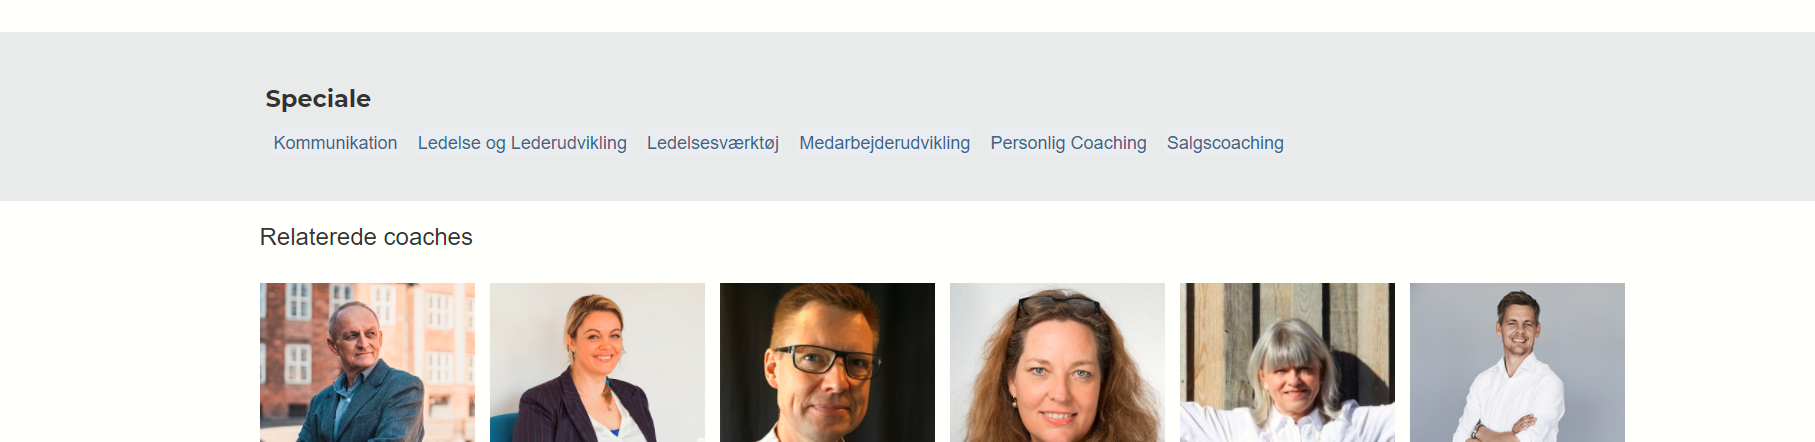 Speciale
Kommunikation Ledelse og Lederudvikling Ledelsesværktøj Medarbejderudvikling Personlig Coaching Salgscoaching
Relaterede coaches